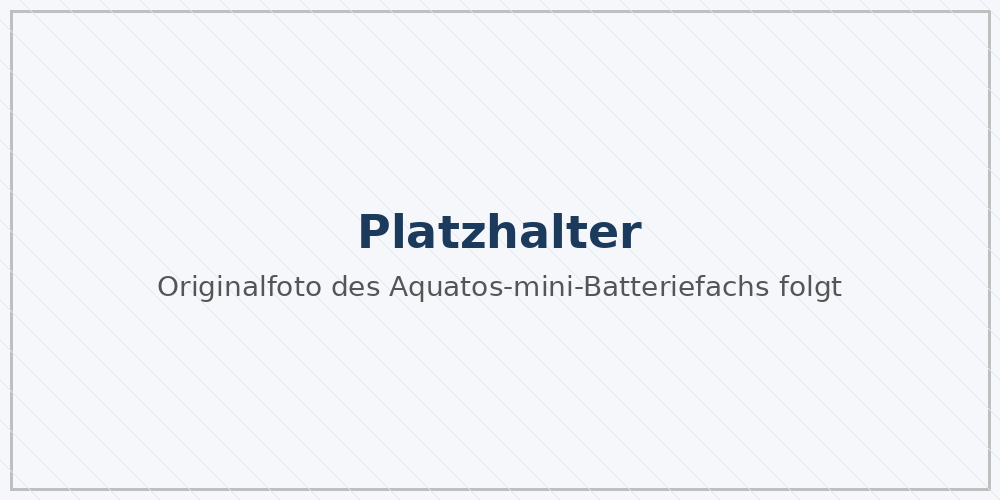 Platzhalter
Originalfoto des Aquatos-mini-Batteriefachs folgt